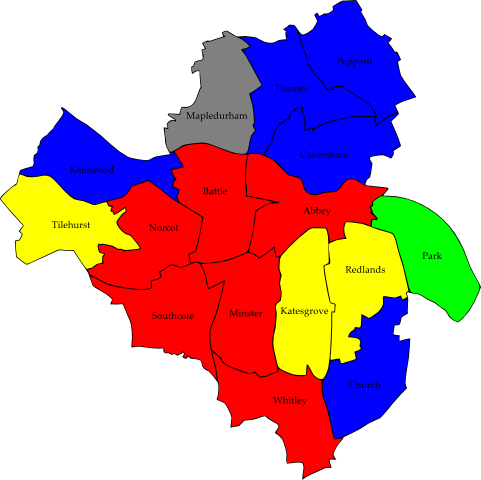 Peppard
Thames
Mapledurham
Caversham
Kentwood
Battle
Abbey
Tilehurst
Norcot
Park
Redlands
Southcote
Minster
Katesgrove
Church
Whitley